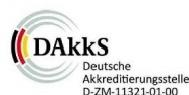 DAkkS
Deutsche
Akkreditierungsstelle
D-ZM-11321-01-00